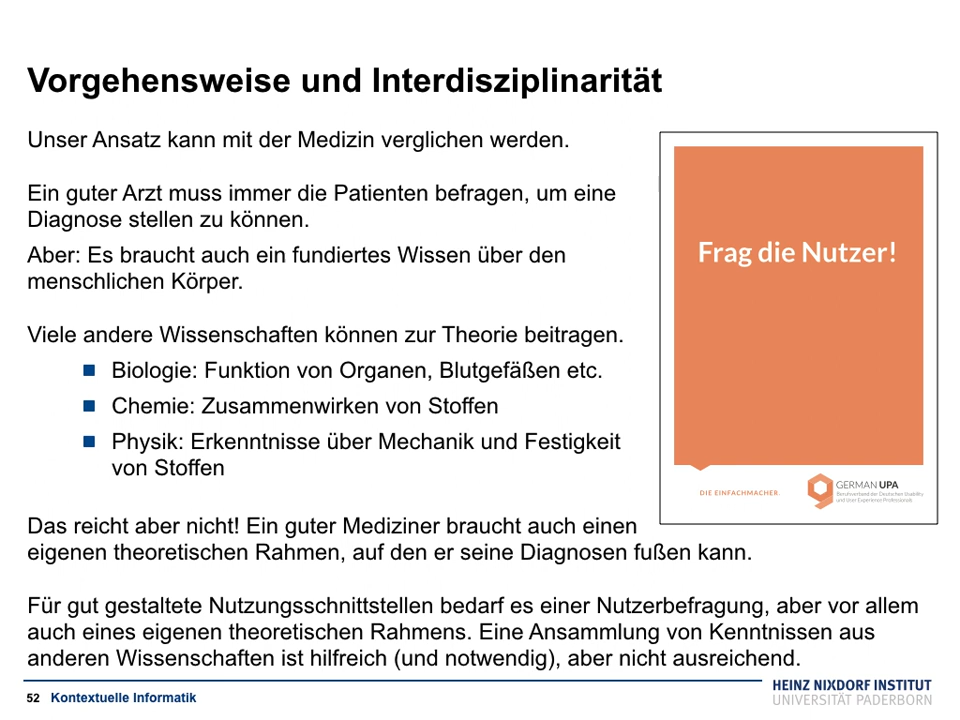 Vorgehensweise und Interdisziplinarität
Unser Ansatz kann mit der Medizin verglichen werden.
Ein guter Arzt muss immer die Patienten befragen, um eine
Diagnose stellen zu können.
Aber: Es braucht auch ein fundiertes Wissen über den
menschlichen Körper.
Viele andere Wissenschaften können zur Theorie beitragen.
Biologie: Funktion von Organen, Blutgefäßen etc.
Chemie: Zusammenwirken von Stoffen
Physik: Erkenntnisse über Mechanik und Festigkeit
von Stoffen
Das reicht aber nicht! Ein guter Mediziner braucht auch einen
eigenen theoretischen Rahmen, auf den er seine Diagnosen fußen kann.
Für gut gestaltete Nutzungsschnittstellen bedarf es einer Nutzerbefragung, aber vor allem
auch eines eigenen theoretischen Rahmens. Eine Ansammlung von Kenntnissen aus
anderen Wissenschaften ist hilfreich (und notwendig), aber nicht ausreichend.
Frag die Nutzer!
DIE EINFACHMACHER.
GERMAN UPA
Berufsverband der Deutschen Usability
und User Experience Professionals
52 Kontextuelle Informatik
HEINZ NIXDORF INSTITUT
UNIVERSITÄT PADERBORN